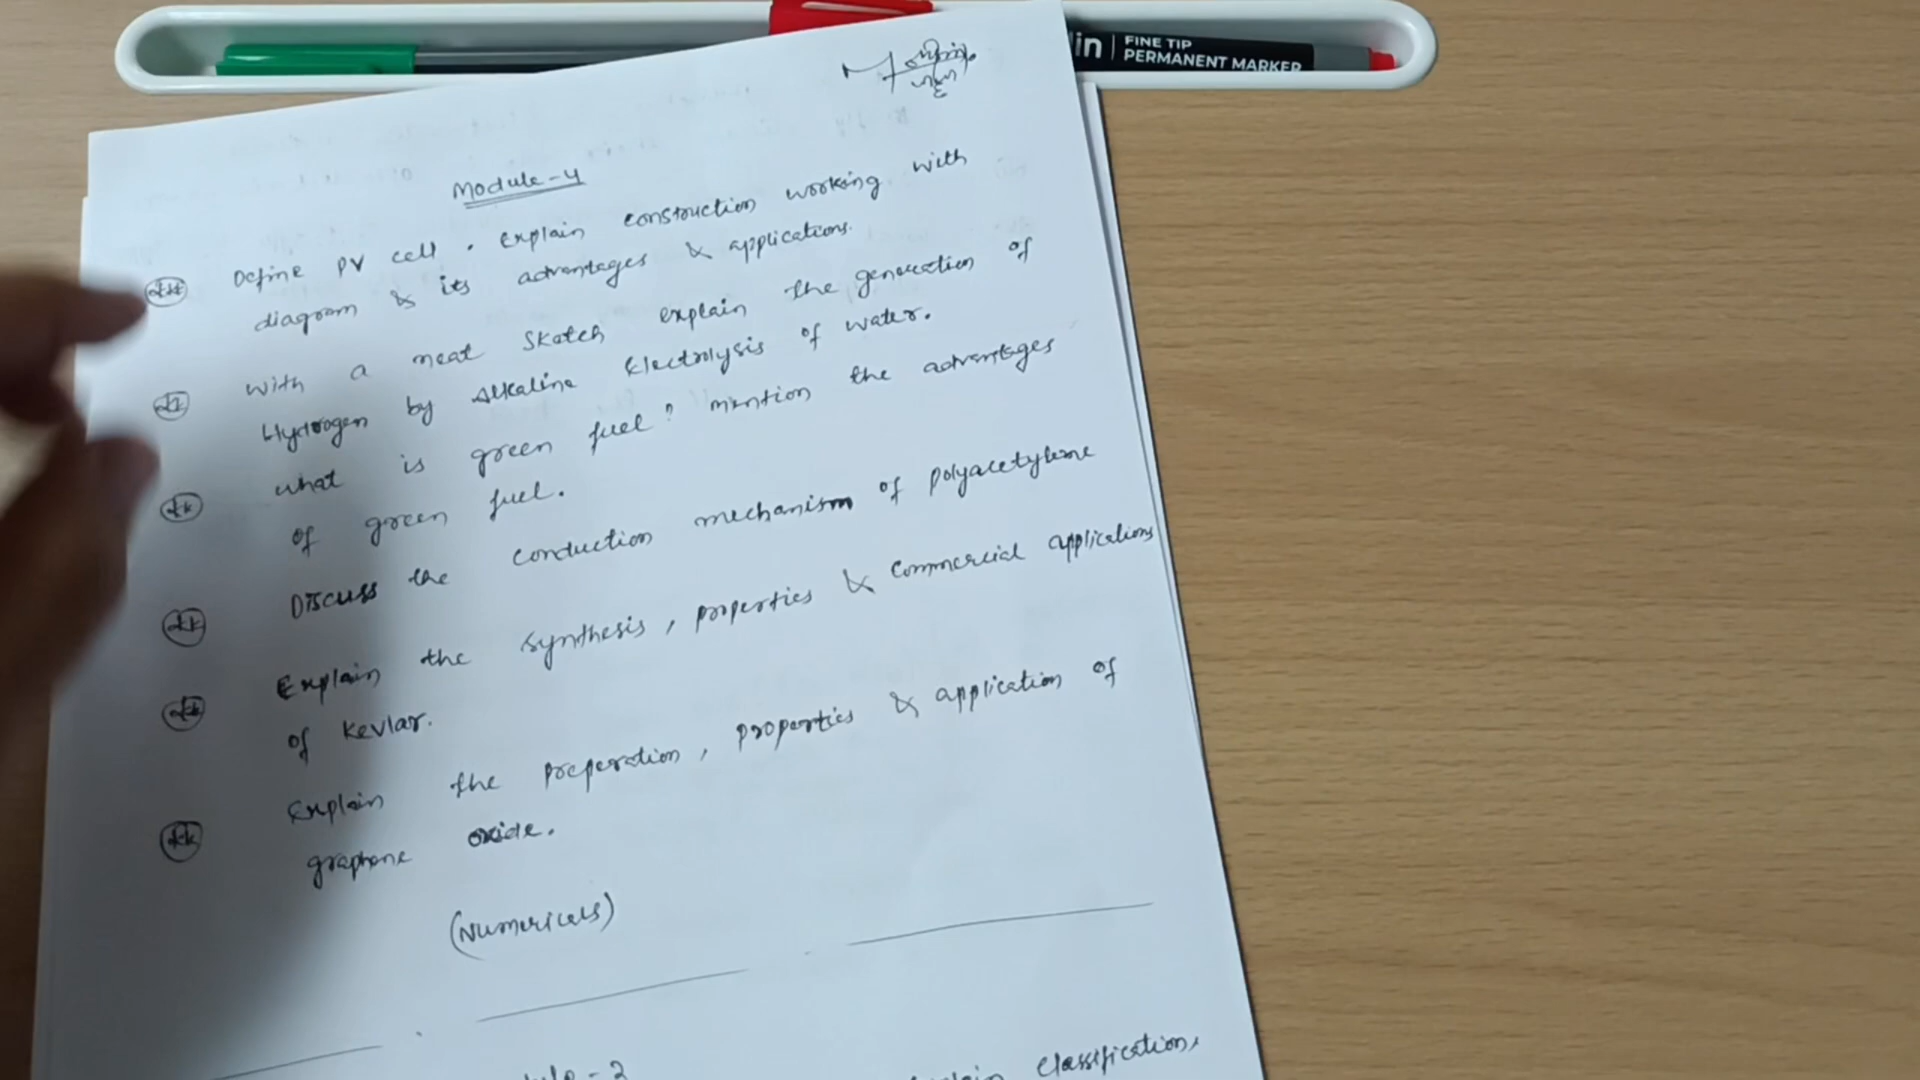 in | FINE TIP
PERMANENT MARKER
Module-4
Define PV cell. Explain construction working with
diagram & its advantages & applications.
With a neat Sketch explain the generation of
Hydrogen by Alkaline Electrolysis of water.
what is green fuel? mention the advantages
of green fuel.
Discuss the conduction mechanism of polyacetylene
Explain the synthesis, properties & commercial applications
of Kevlar.
Explain the preperation, properties & application of
graphene oxide.
(Numericals)
classification,